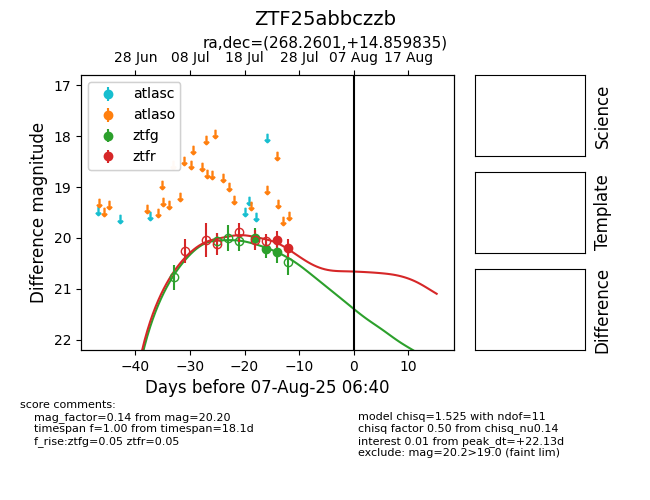 ZTF25abbczzb
ra,dec=(268.2601,+14.859835)
28 Jun 08 Jul 18 Jul 28 Jul 07 Aug 17 Aug
17
18
19
20
21
22
Difference magnitude
atlasc
atlaso
ztfg
ztfr
−40 −30 −20 −10 0 10
Days before 07-Aug-25 06:40
Science
Template
Difference
score comments:
mag_factor=0.14 from mag=20.20
timespan f=1.00 from timespan=18.1d
f_rise:ztfg=0.05 ztfr=0.05
model chisq=1.525 with ndof=11
chisq factor 0.50 from chisq_nu0.14
interest 0.01 from peak_dt=+22.13d
exclude: mag=20.2>19.0 (faint lim)